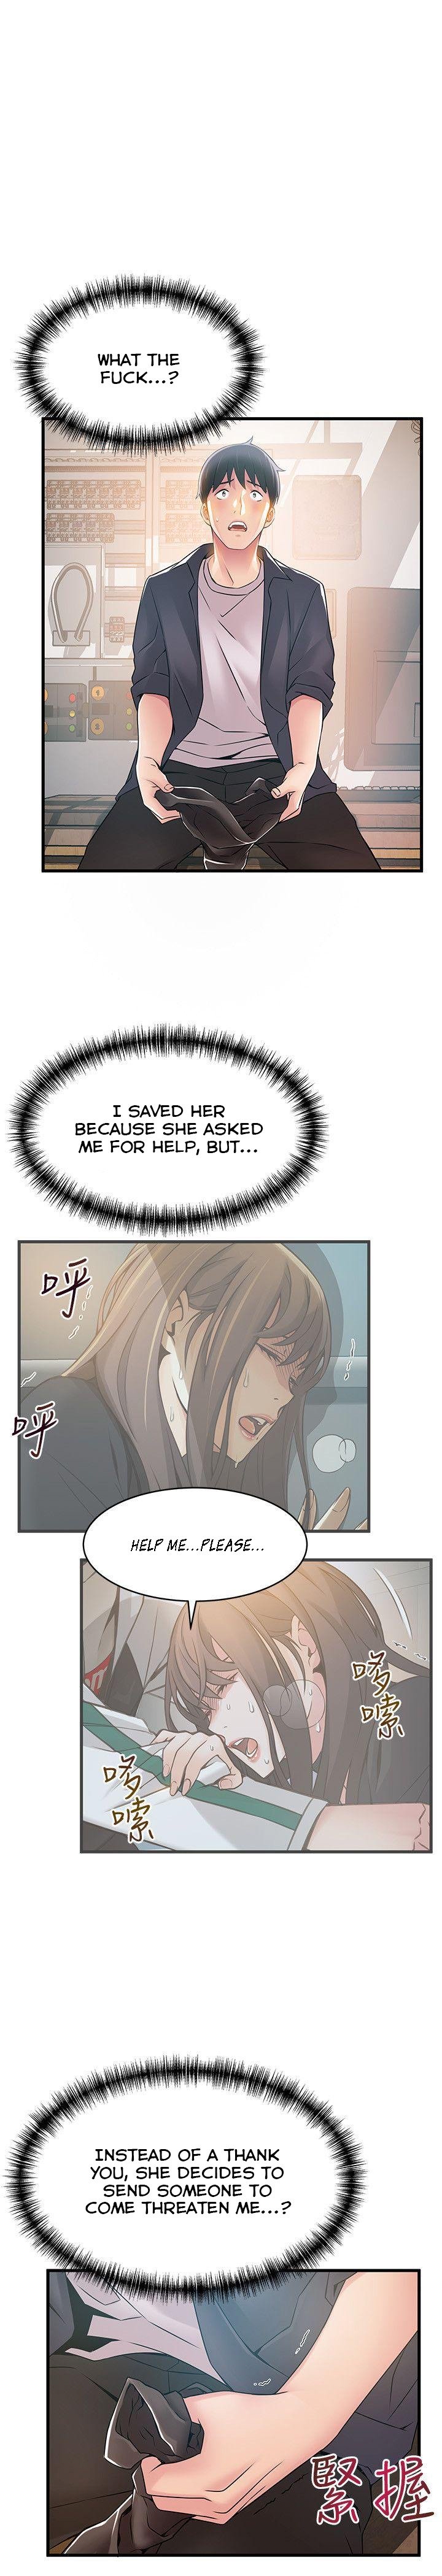 WHAT THE
FUCK...?
I SAVED HER
BECAUSE SHE ASKED
ME FOR HELP, BUT...
呼
呼
HELP ME...PLEASE...
哆嗦
哆嗦
INSTEAD OF A THANK
YOU, SHE DECIDES TO
SEND SOMEONE TO
COME THREATEN ME...?
緊握